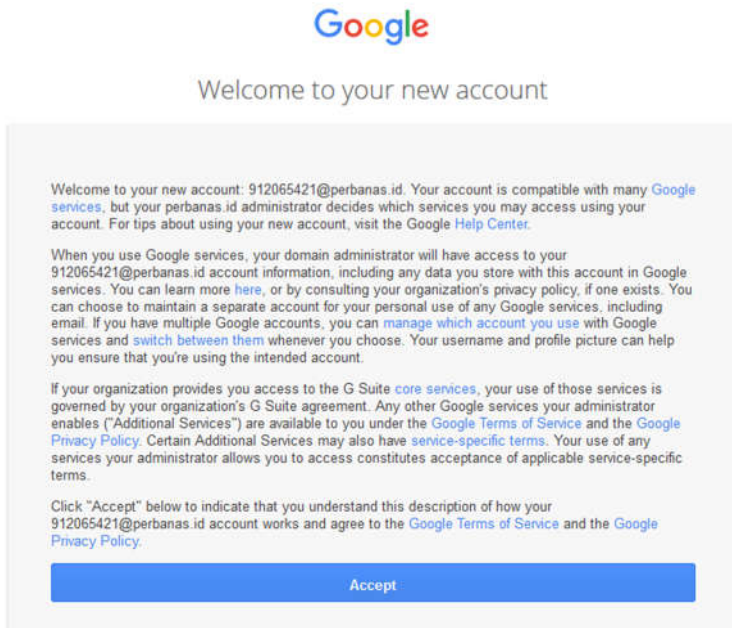 Google
Welcome to your new account
Welcome to your new account: 912065421@perbanas.id. Your account is compatible with many Google
services, but your perbanas.id administrator decides which services you may access using your
account. For tips about using your new account, visit the Google Help Center.
When you use Google services, your domain administrator will have access to your
912065421@perbanas.id account information, including any data you store with this account in Google
services. You can learn more here, or by consulting your organization's privacy policy, if one exists. You
can choose to maintain a separate account for your personal use of any Google services, including
email. If you have multiple Google accounts, you can manage which account you use with Google
services and switch between them whenever you choose. Your username and profile picture can help
you ensure that you're using the intended account.
If your organization provides you access to the G Suite core services, your use of those services is
governed by your organization's G Suite agreement. Any other Google services your administrator
enables ("Additional Services") are available to you under the Google Terms of Service and the Google
Privacy Policy. Certain Additional Services may also have service-specific terms. Your use of any
services your administrator allows you to access constitutes acceptance of applicable service-specific
terms.
Click "Accept" below to indicate that you understand this description of how your
912065421@perbanas.id account works and agree to the Google Terms of Service and the Google
Privacy Policy.
Accept